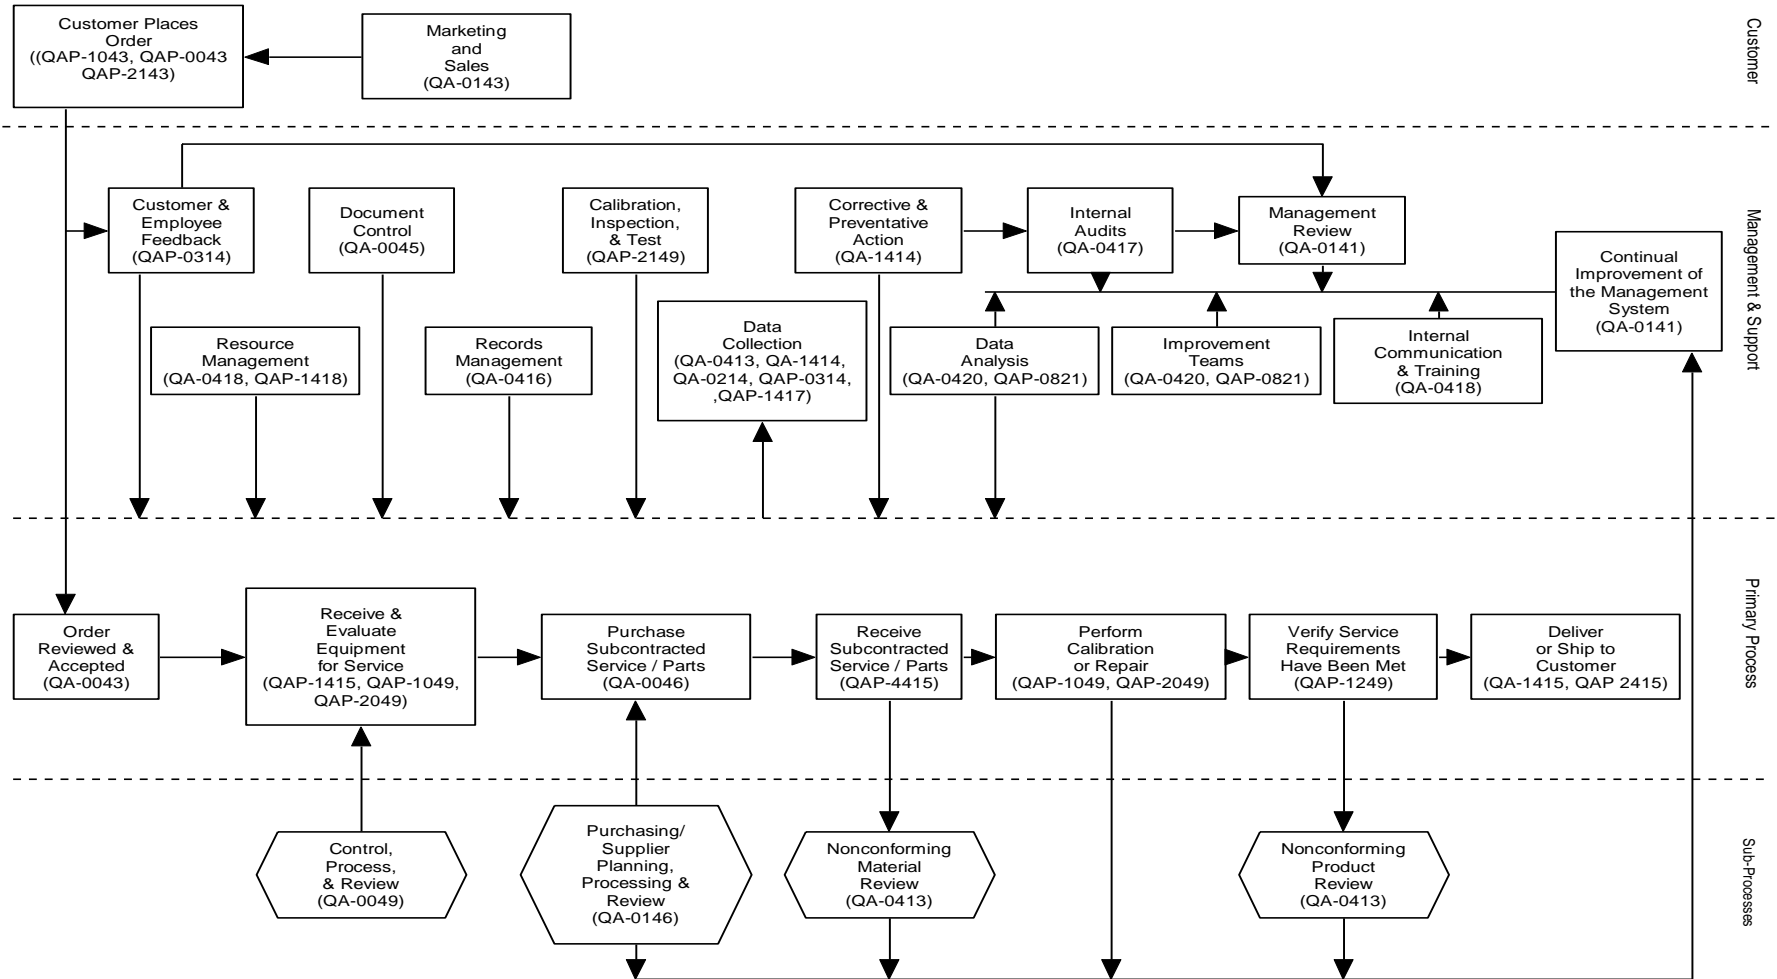 Customer Places
Order
((QAP-1043, QAP-0043
QAP-2143)
Marketing
and
Sales
(QA-0143)
Customer
Customer &
Employee
Feedback
(QAP-0314)
Document
Control
(QA-0045)
Calibration,
Inspection,
& Test
(QAP-2149)
Corrective &
Preventative
Action
(QA-1414)
Internal
Audits
(QA-0417)
Management
Review
(QA-0141)
Continual
Improvement of
the Management
System
(QA-0141)
Management & Support
Resource
Management
(QA-0418, QAP-1418)
Records
Management
(QA-0416)
Data
Collection
(QA-0413, QA-1414,
QA-0214, QAP-0314,
,QAP-1417)
Data
Analysis
(QA-0420, QAP-0821)
Improvement
Teams
(QA-0420, QAP-0821)
Internal
Communication
& Training
(QA-0418)
Order
Reviewed &
Accepted
(QA-0043)
Receive &
Evaluate
Equipment
for Service
(QAP-1415, QAP-1049,
QAP-2049)
Purchase
Subcontracted
Service / Parts
(QA-0046)
Receive
Subcontracted
Service / Parts
(QAP-4415)
Perform
Calibration
or Repair
(QAP-1049, QAP-2049)
Verify Service
Requirements
Have Been Met
(QAP-1249)
Deliver
or Ship to
Customer
(QA-1415, QAP 2415)
Primary Process
Control,
Process,
& Review
(QA-0049)
Purchasing/
Supplier
Planning,
Processing &
Review
(QA-0146)
Nonconforming
Material
Review
(QA-0413)
Nonconforming
Product
Review
(QA-0413)
Sub-Processes